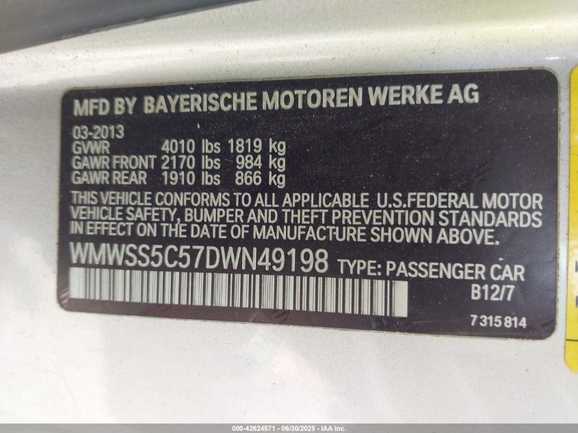 MFD BY BAYERISCHE MOTOREN WERKE AG
03-2013
GVWR 4010 lbs 1819 kg
GAWR FRONT 2170 lbs 984 kg
GAWR REAR 1910 lbs 866 kg
THIS VEHICLE CONFORMS TO ALL APPLICABLE U.S.FEDERAL MOTOR
VEHICLE SAFETY, BUMPER AND THEFT PREVENTION STANDARDS
IN EFFECT ON THE DATE OF MANUFACTURE SHOWN ABOVE.
WMWSS5C57DWN49198 TYPE: PASSENGER CAR
B12/7
7 315 814
000-42624571 06/30/2025 IAA Inc.